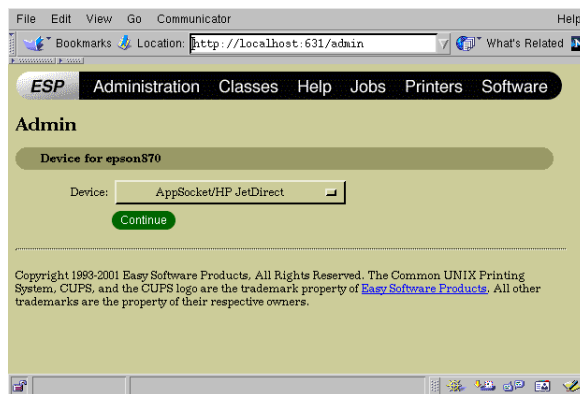 File Edit View Go Communicator Help
Bookmarks Location: http://localhost:631/admin What's Related
ESP Administration Classes Help Jobs Printers Software
Admin
Device for epson870
Device: AppSocket/HP JetDirect
Continue
Copyright 1993-2001 Easy Software Products, All Rights Reserved. The Common UNIX Printing
System, CUPS, and the CUPS logo are the trademark property of Easy Software Products. All other
trademarks are the property of their respective owners.